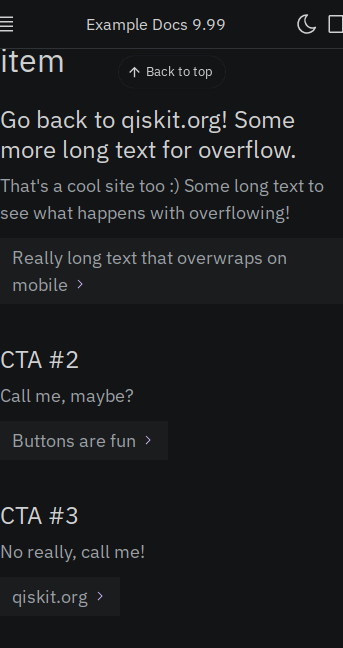 Example Docs 9.99
item
Back to top
Go back to qiskit.org! Some
more long text for overflow.
That's a cool site too :) Some long text to
see what happens with overflowing!
Really long text that overwraps on
mobile
CTA #2
Call me, maybe?
Buttons are fun
CTA #3
No really, call me!
qiskit.org